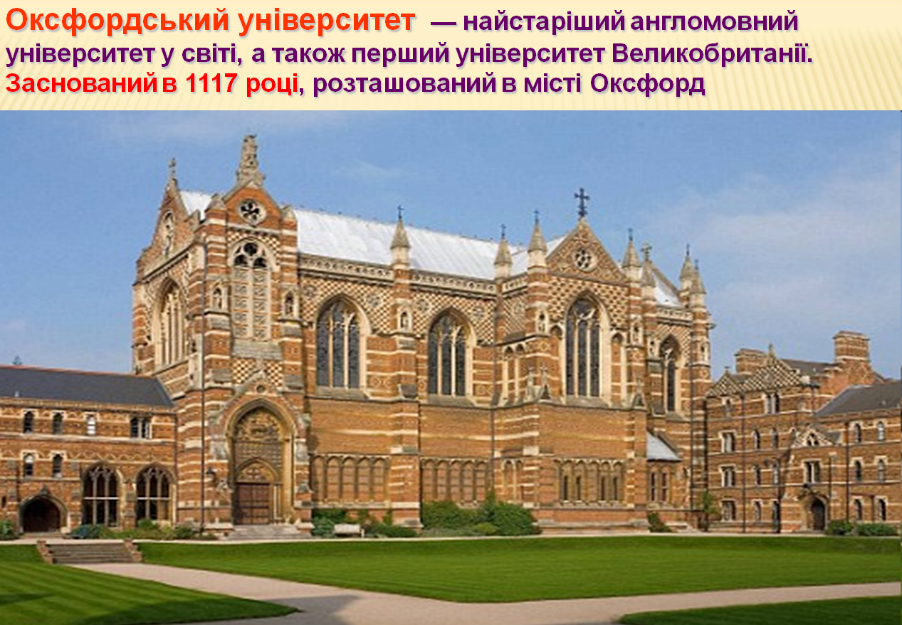 Оксфордський університет — найстаріший англомовний
університет у світі, а також перший університет Великобританії.
Заснований в 1117 році, розташований в місті Оксфорд